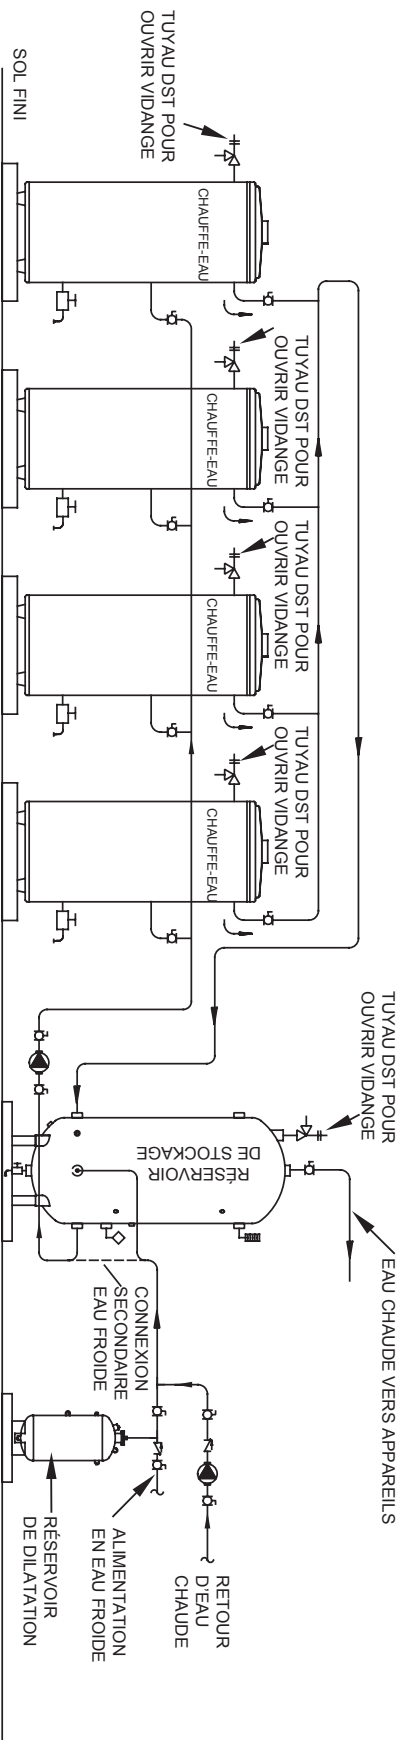 TUYAU DST POUR
OUVRIR VIDANGE
SOL FINI
CHAUFFE-EAU
TUYAU DST POUR
OUVRIR VIDANGE
CHAUFFE-EAU
TUYAU DST POUR
OUVRIR VIDANGE
CHAUFFE-EAU
TUYAU DST POUR
OUVRIR VIDANGE
CHAUFFE-EAU
TUYAU DST POUR
OUVRIR VIDANGE
RÉSERVOIR
DE STOCKAGE
EAU CHAUDE VERS APPAREILS
CONNEXION
SECONDAIRE
EAU FROIDE
ALIMENTATION
EN EAU FROIDE
RETOUR
D'EAU
CHAUDE
RÉSERVOIR
DE DILATATION